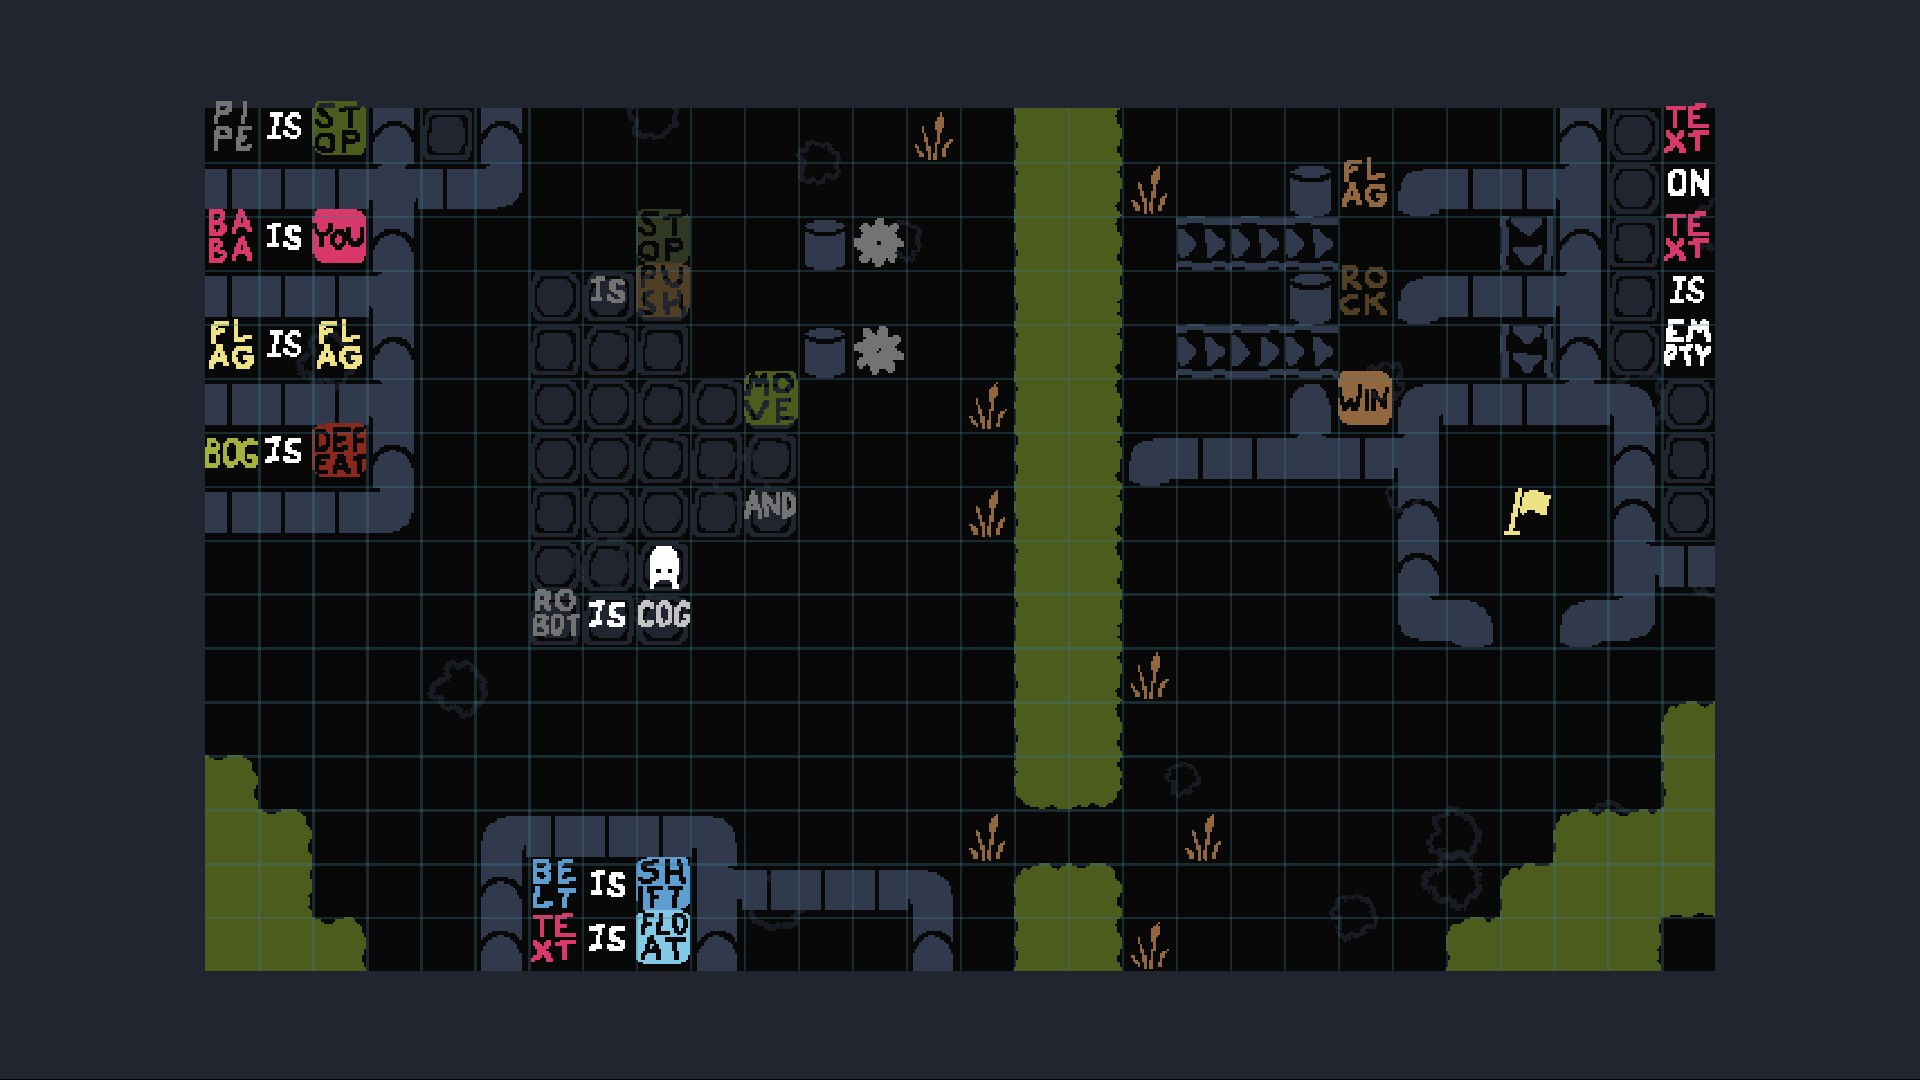 PIPE IS STOP
TEXT
FLAG
ON
BABA IS YOU
STOP
TEXT
IS PUSH
ROCK
IS
FLAG IS FLAG
EMPTY
MOVE
WIN
BOG IS DEFEAT
AND
ROBOT IS COG
BELT IS SHIFT
TEXT IS FLOAT